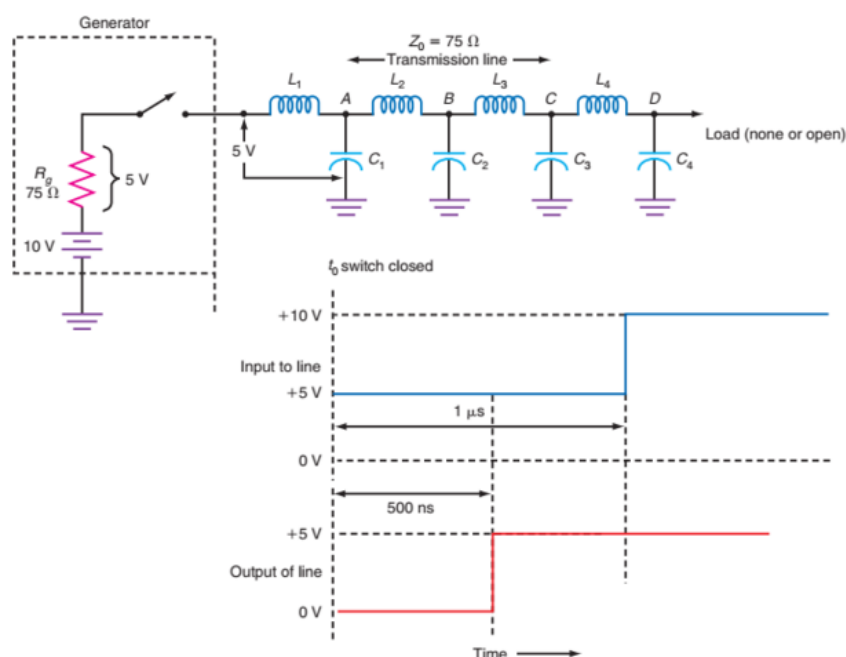 Generator
Z₀ = 75 Ω
Transmission line
L₁
A
L₂
B
L₃
C
L₄
D
Load (none or open)
5 V
C₁
C₂
C₃
C₄
R_g
75 Ω
5 V
10 V
t₀ switch closed
+10 V
Input to line
+5 V
1 µs
0 V
500 ns
+5 V
Output of line
0 V
Time